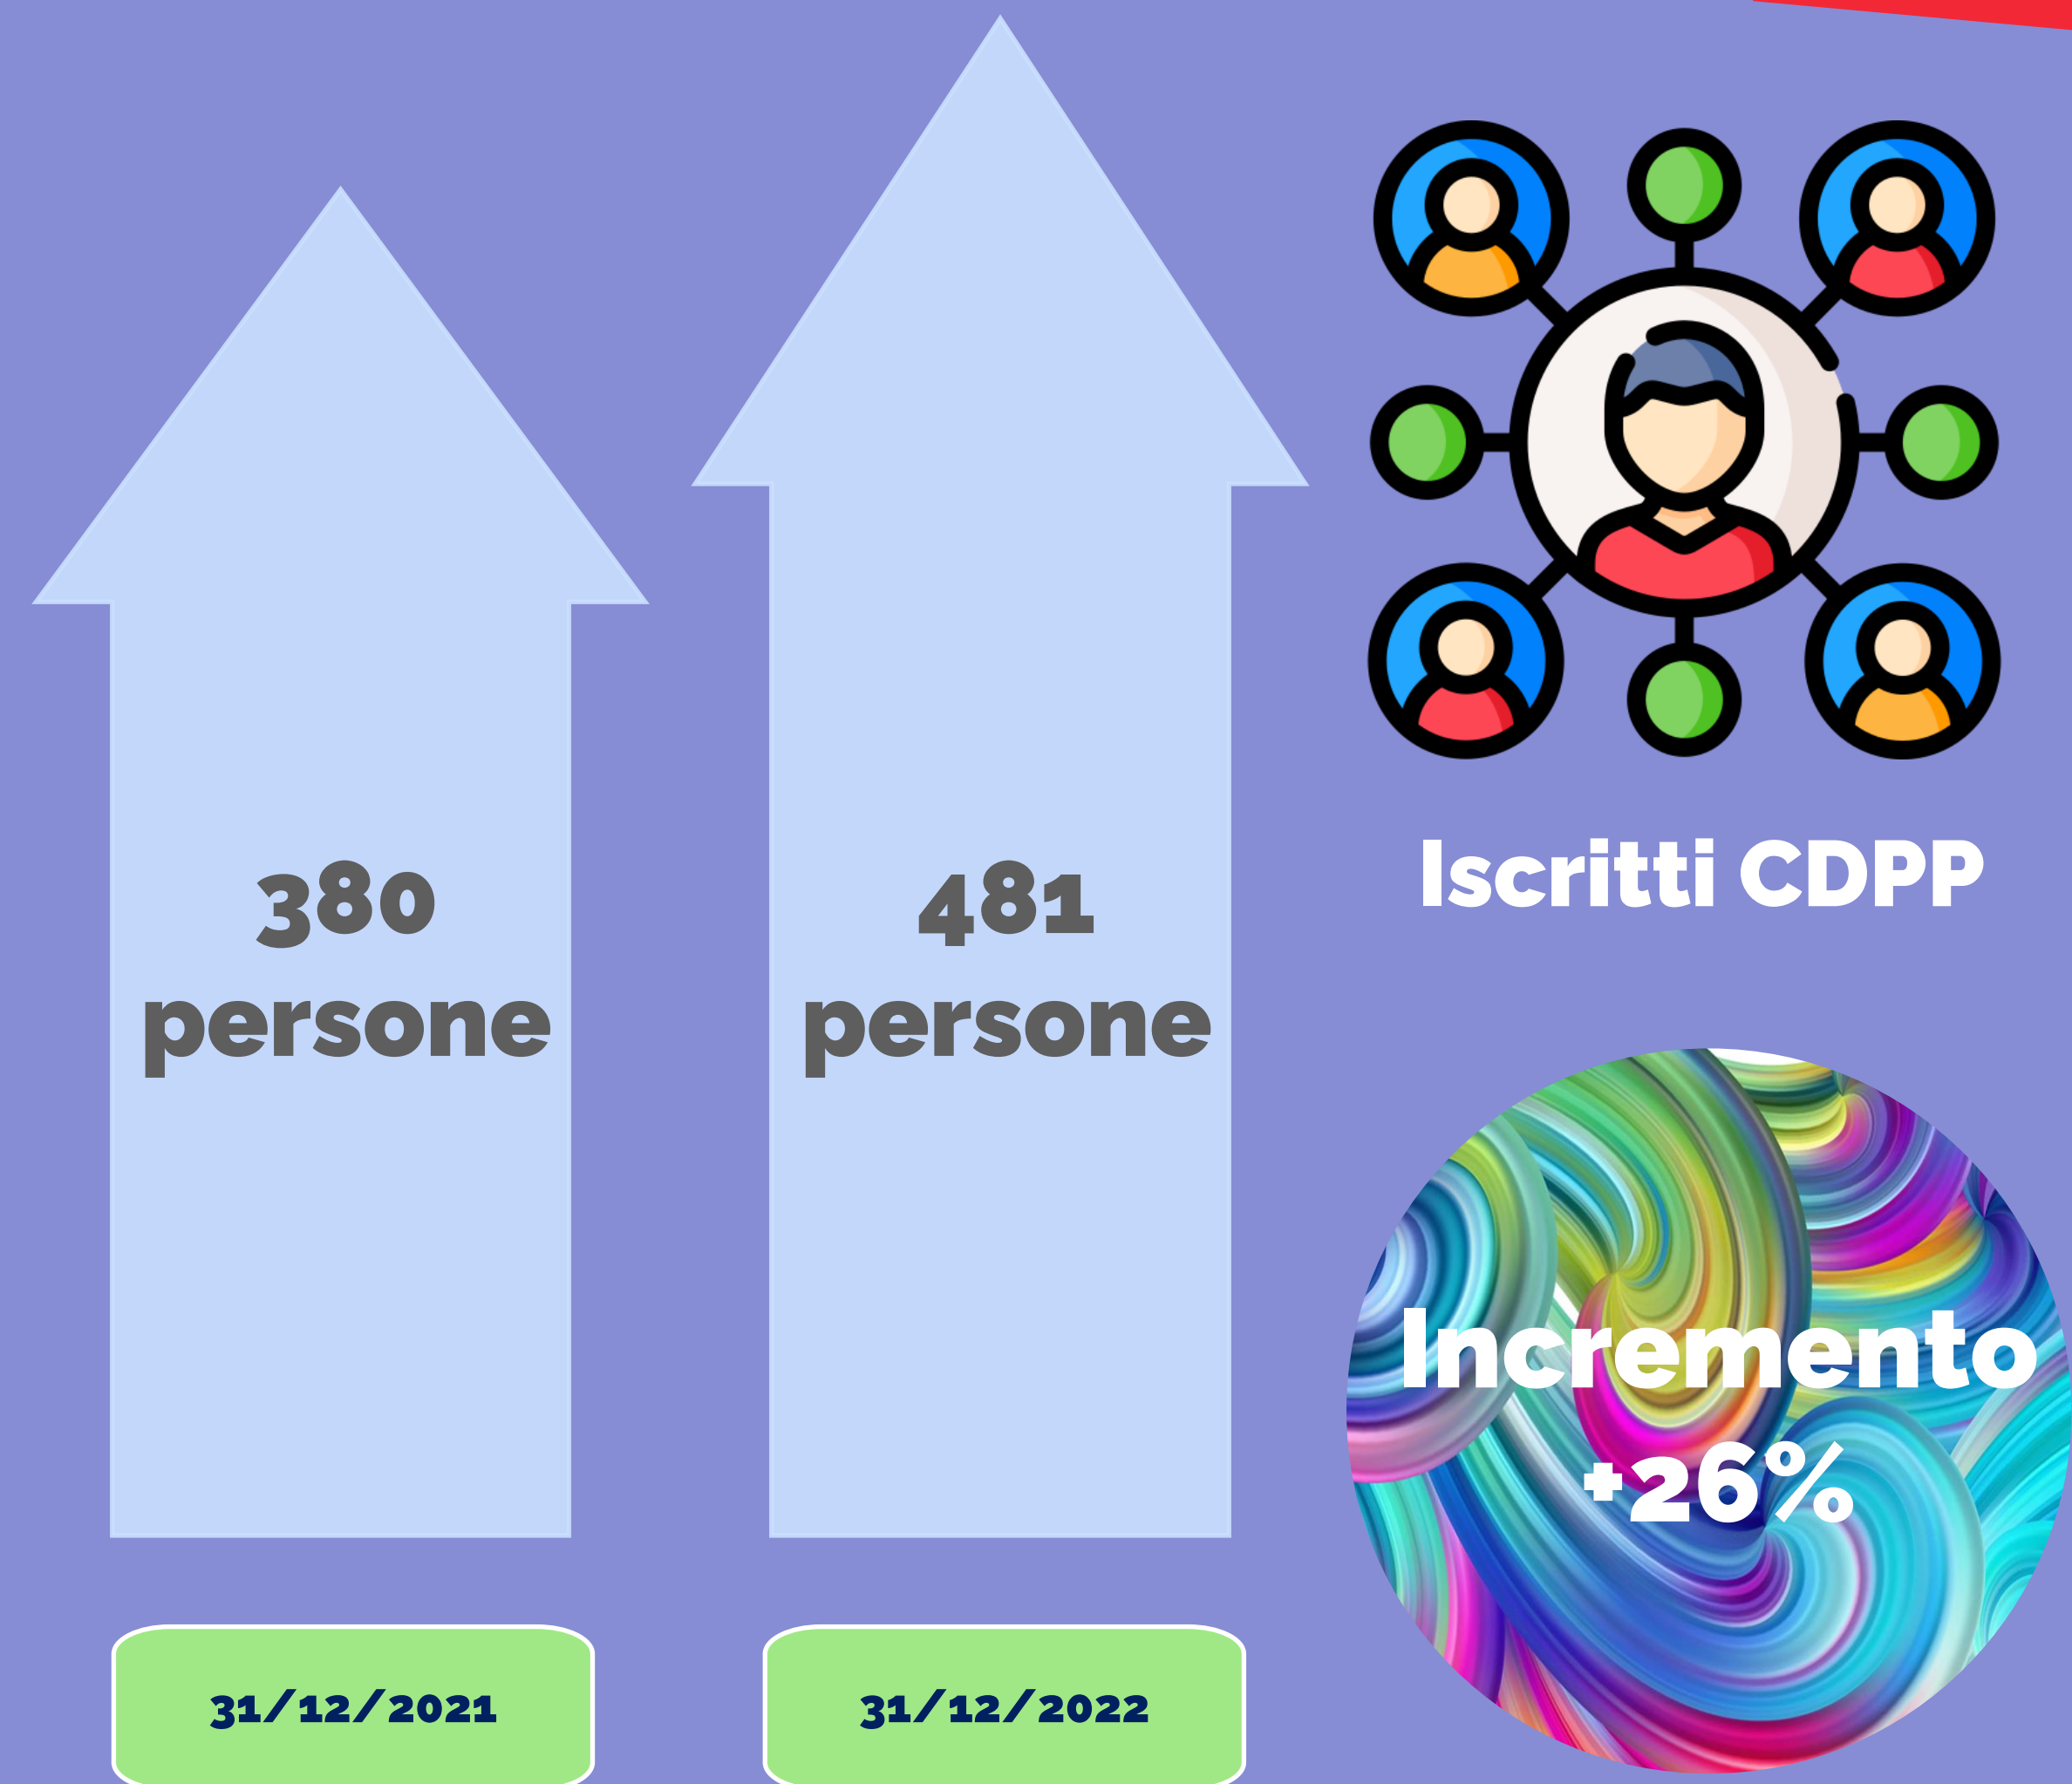 380
persone
481
persone
Iscritti CDPP
Incremento
+26%
31/12/2021
31/12/2022